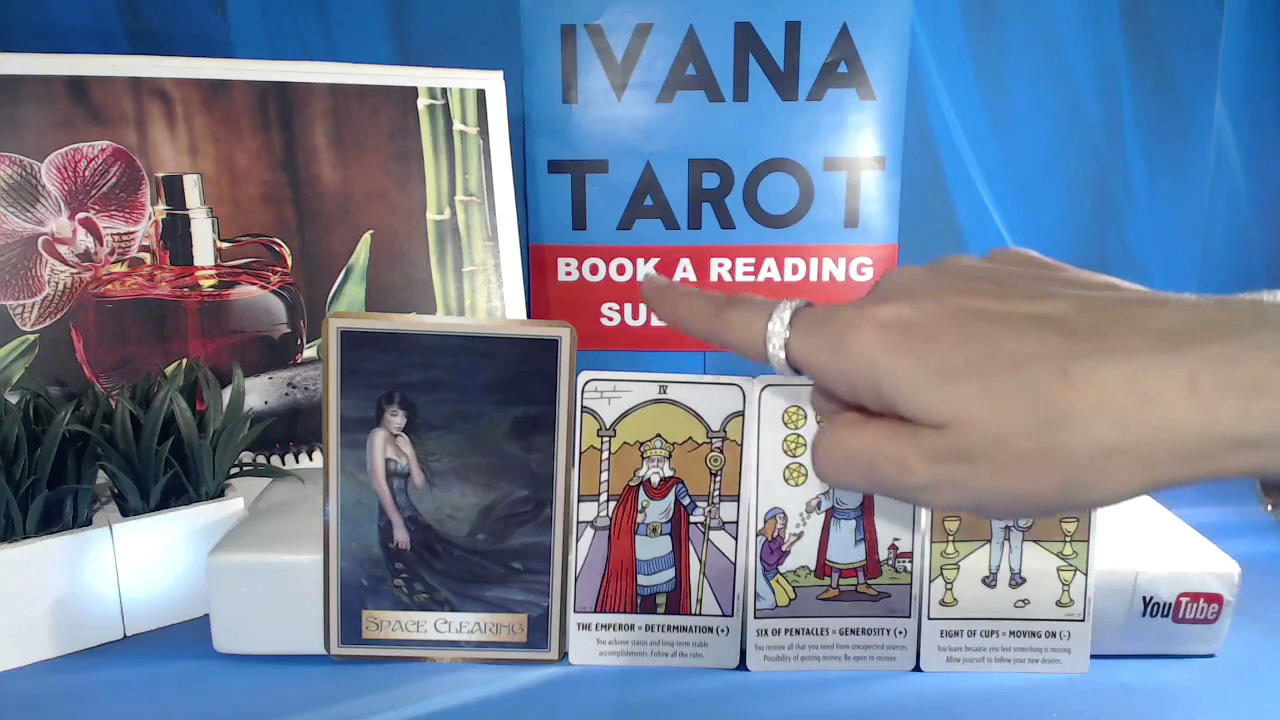 IVANA
TAROT
BOOK A READING
SU
SPACE CLEARING
IV
THE EMPEROR = DETERMINATION (+)
You achieve status and long-term stable
accomplishments. Follow all the rules.
SIX OF PENTACLES = GENEROSITY (+)
You receive all that you need from unexpected sources.
Possibility of getting money. Be open to receive.
EIGHT OF CUPS = MOVING ON (-)
You leave because you feel something is missing.
Allow yourself to follow your new desires.
YouTube